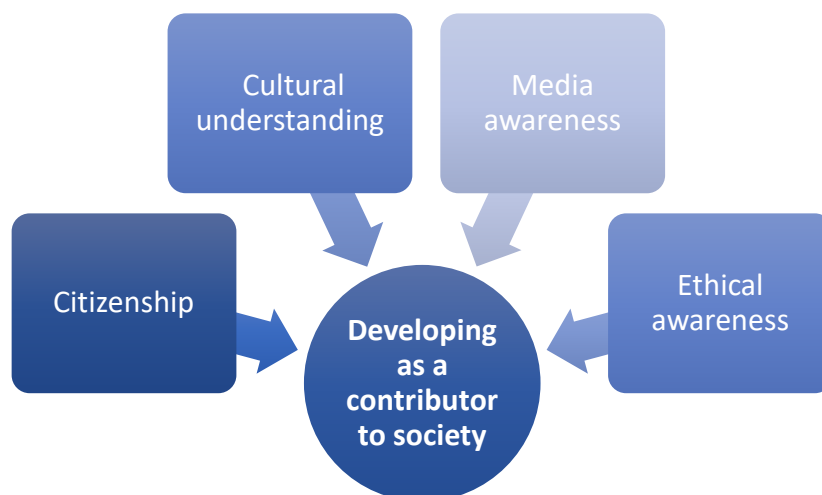 Cultural
understanding
Media
awareness
Citizenship
Ethical
awareness
Developing
as a
contributor
to society